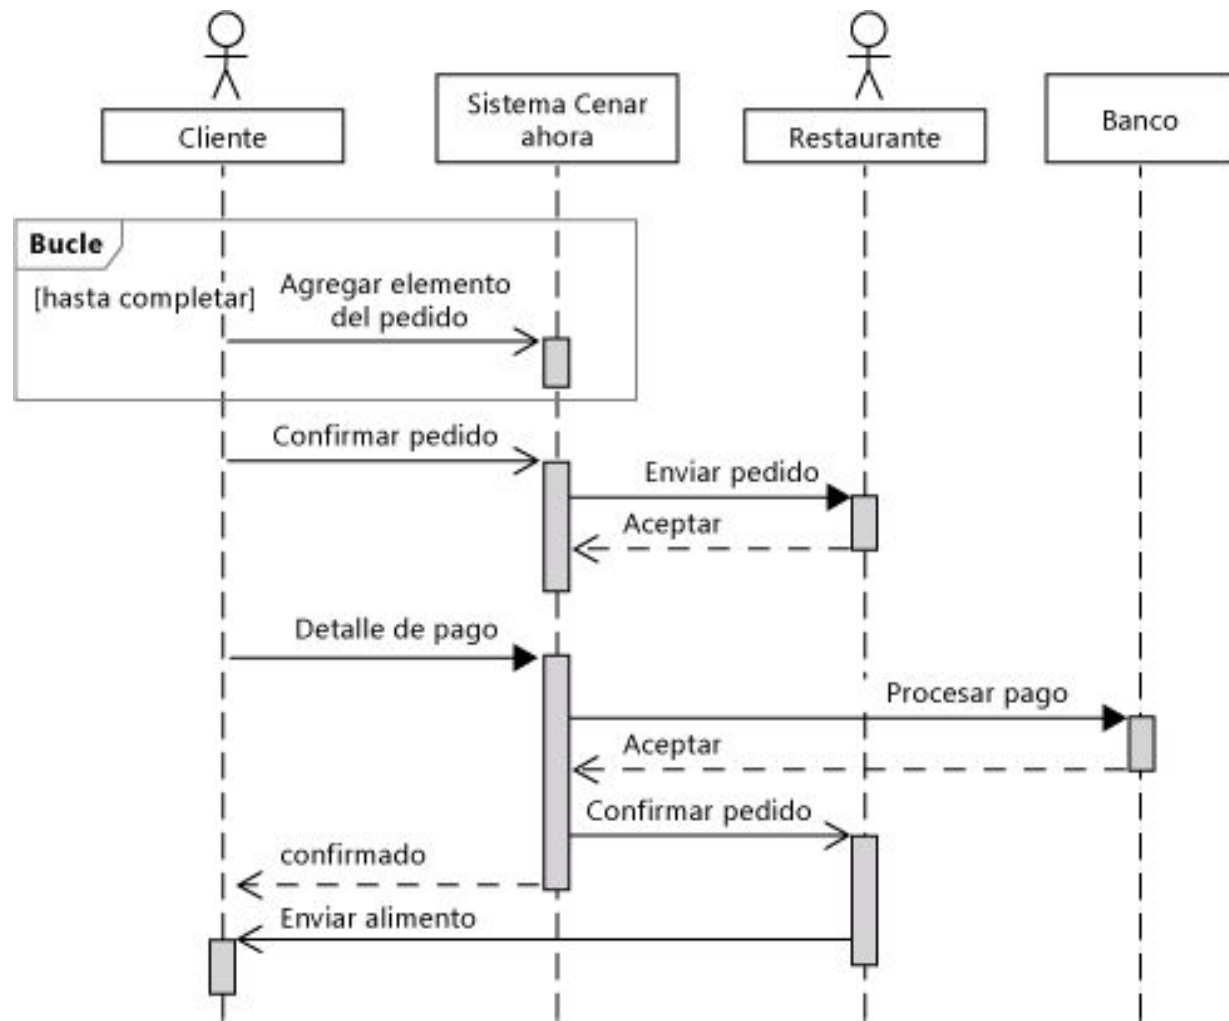 Cliente
Sistema Cenar
ahora
Restaurante
Banco
Bucle
[hasta completar]
Agregar elemento
del pedido
Confirmar pedido
Enviar pedido
Aceptar
Detalle de pago
Procesar pago
Aceptar
Confirmar pedido
confirmado
Enviar alimento